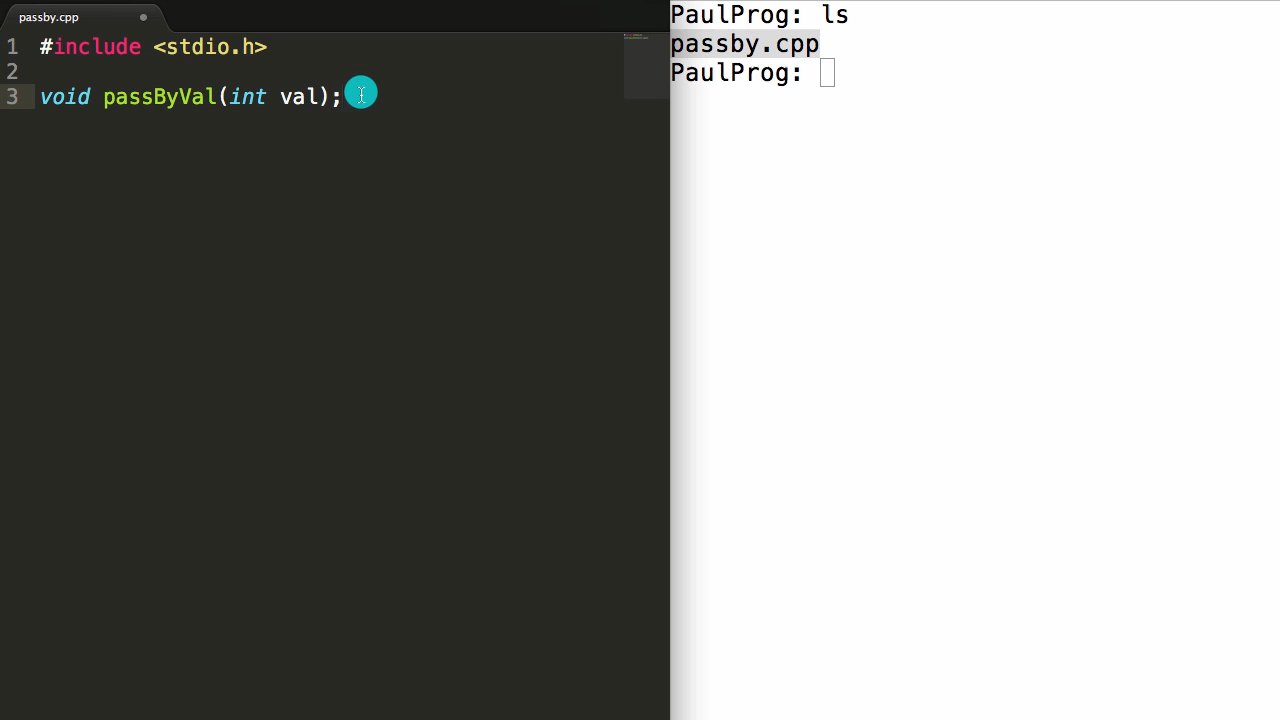 passby.cpp
1 #include <stdio.h>
2
3 void passByVal(int val);
PaulProg: ls
passby.cpp
PaulProg: